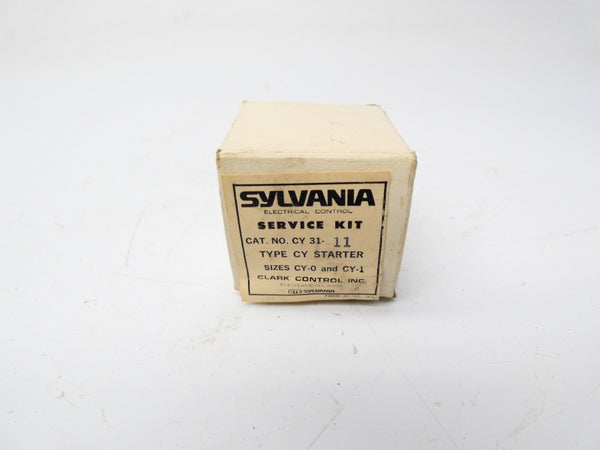 SYLVANIA
ELECTRICAL CONTROL
SERVICE KIT
CAT. NO. CY 31- 11
TYPE CY STARTER
SIZES CY-0 and CY-1
CLARK CONTROL INC.
SYLVANIA